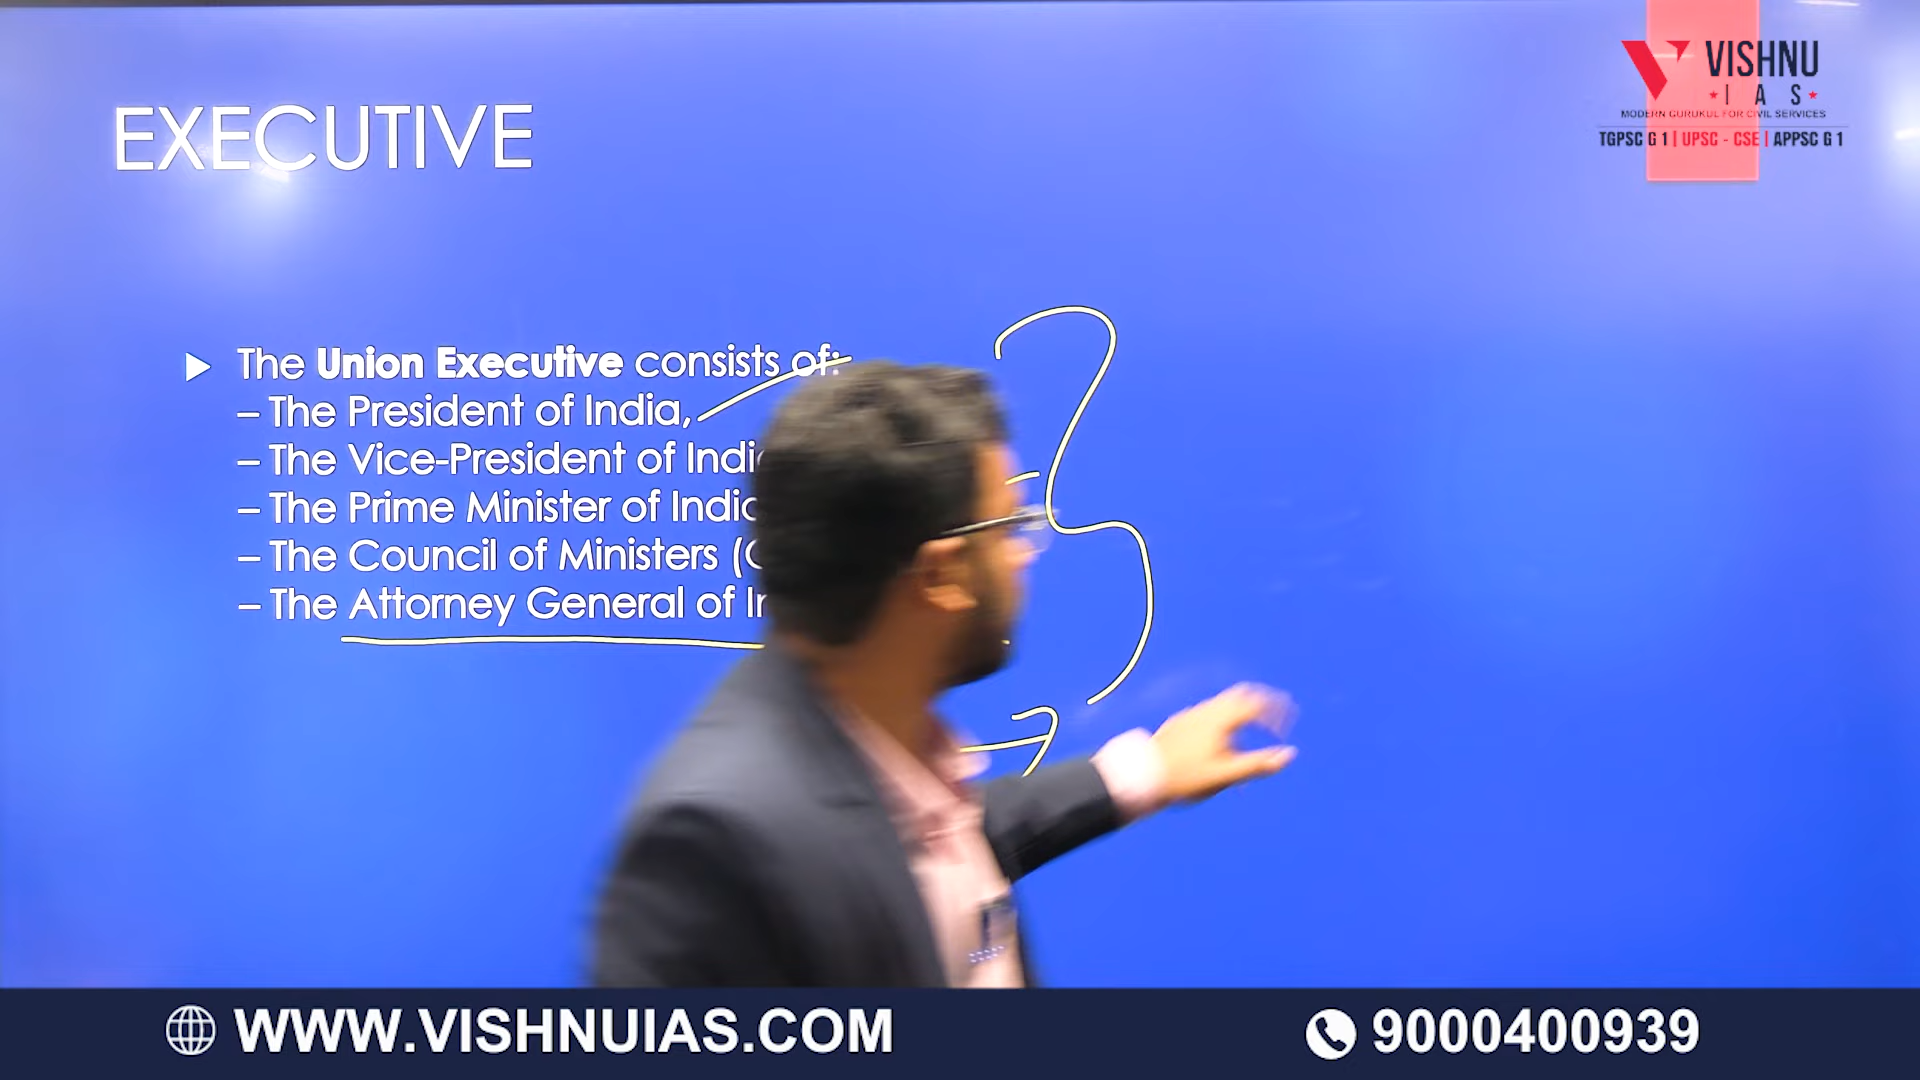 EXECUTIVE
VISHNU
IAS
MODERN GURUKUL FOR CIVIL SERVICES
TGPSC G 1 | UPSC - CSE | APPSC G 1
▶ The Union Executive consists of:
– The President of India,
– The Vice-President of
– The Prime Minister of
– The Council of Ministers
– The Attorney General of
WWW.VISHNUIAS.COM
9000400939